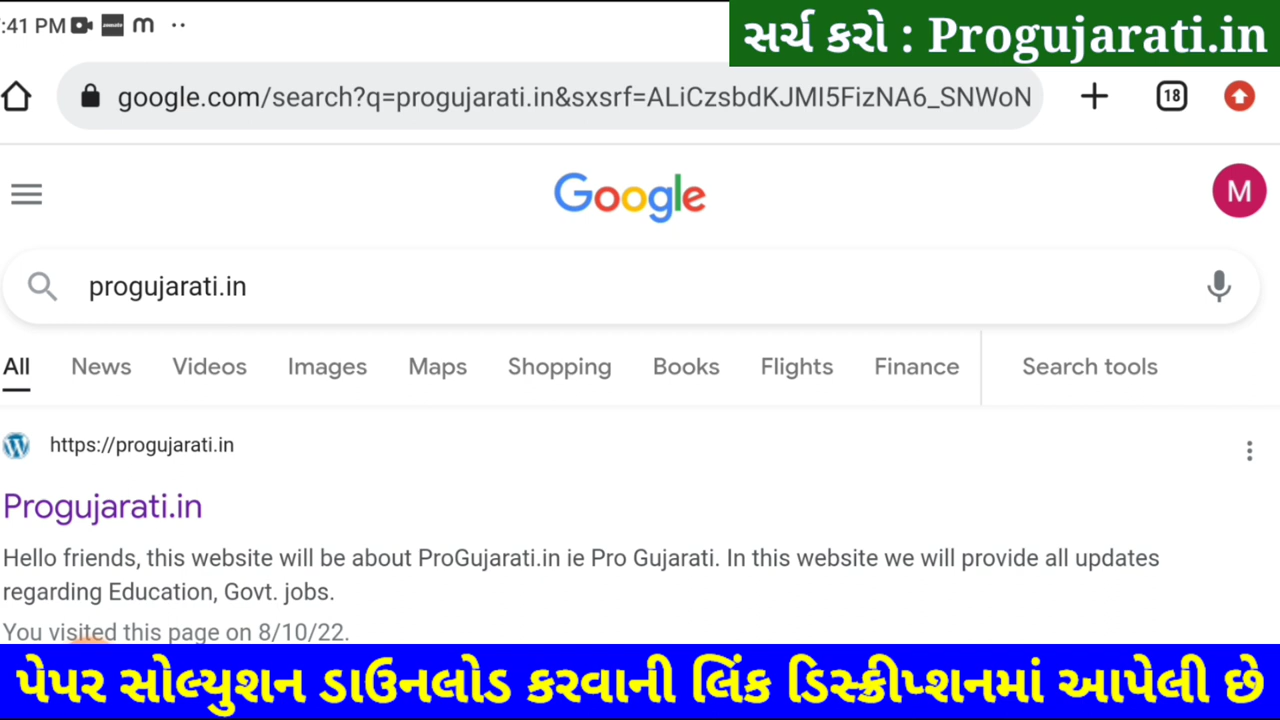 :41 PM
સર્ચ કરો : Progujarati.in
google.com/search?q=progujarati.in&sxsrf=ALiCzsbdKJMI5FizNA6_SNWoN
18
Google
M
progujarati.in
All News Videos Images Maps Shopping Books Flights Finance Search tools
https://progujarati.in
Progujarati.in
Hello friends, this website will be about ProGujarati.in ie Pro Gujarati. In this website we will provide all updates
regarding Education, Govt. jobs.
You visited this page on 8/10/22.
પેપર સોલ્યુશન ડાઉનલોડ કરવાની લિંક ડિસ્ક્રીપ્શનમાં આપેલી છે